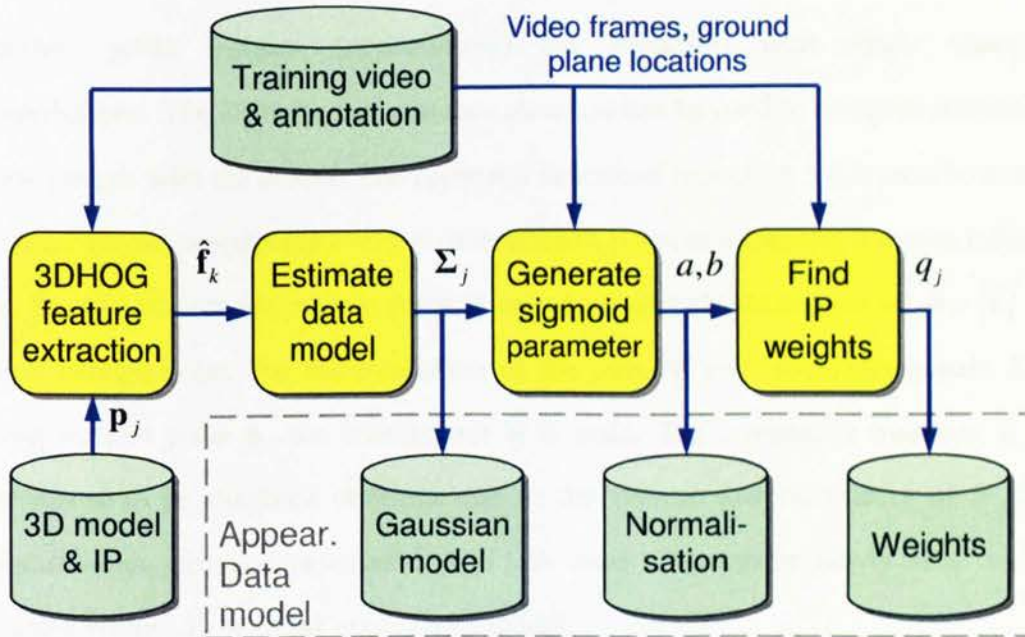 Video frames, ground
plane locations
Training video
& annotation
3DHOG
feature
extraction
f̂ₖ
Estimate
data
model
Σⱼ
Generate
sigmoid
parameter
a,b
Find
IP
weights
qⱼ
pⱼ
3D model
& IP
Appear.
Data
model
Gaussian
model
Normali-
sation
Weights